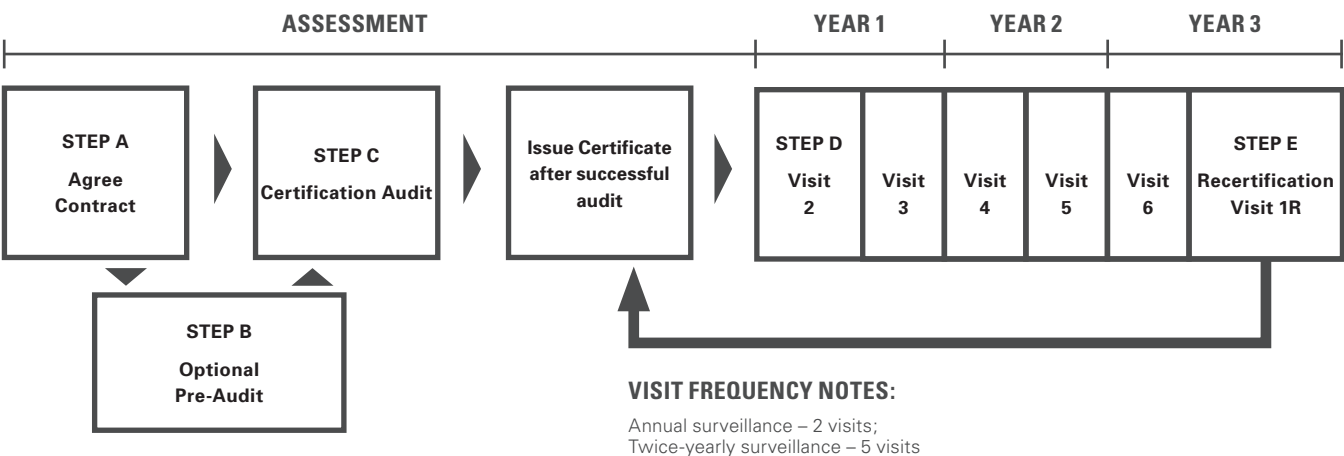 ASSESSMENT
YEAR 1
YEAR 2
YEAR 3
STEP A
Agree
Contract
STEP C
Certification Audit
Issue Certificate
after successful
audit
STEP D
Visit
2
Visit
3
Visit
4
Visit
5
Visit
6
STEP E
Recertification
Visit 1R
STEP B
Optional
Pre-Audit
VISIT FREQUENCY NOTES:
Annual surveillance – 2 visits;
Twice-yearly surveillance – 5 visits